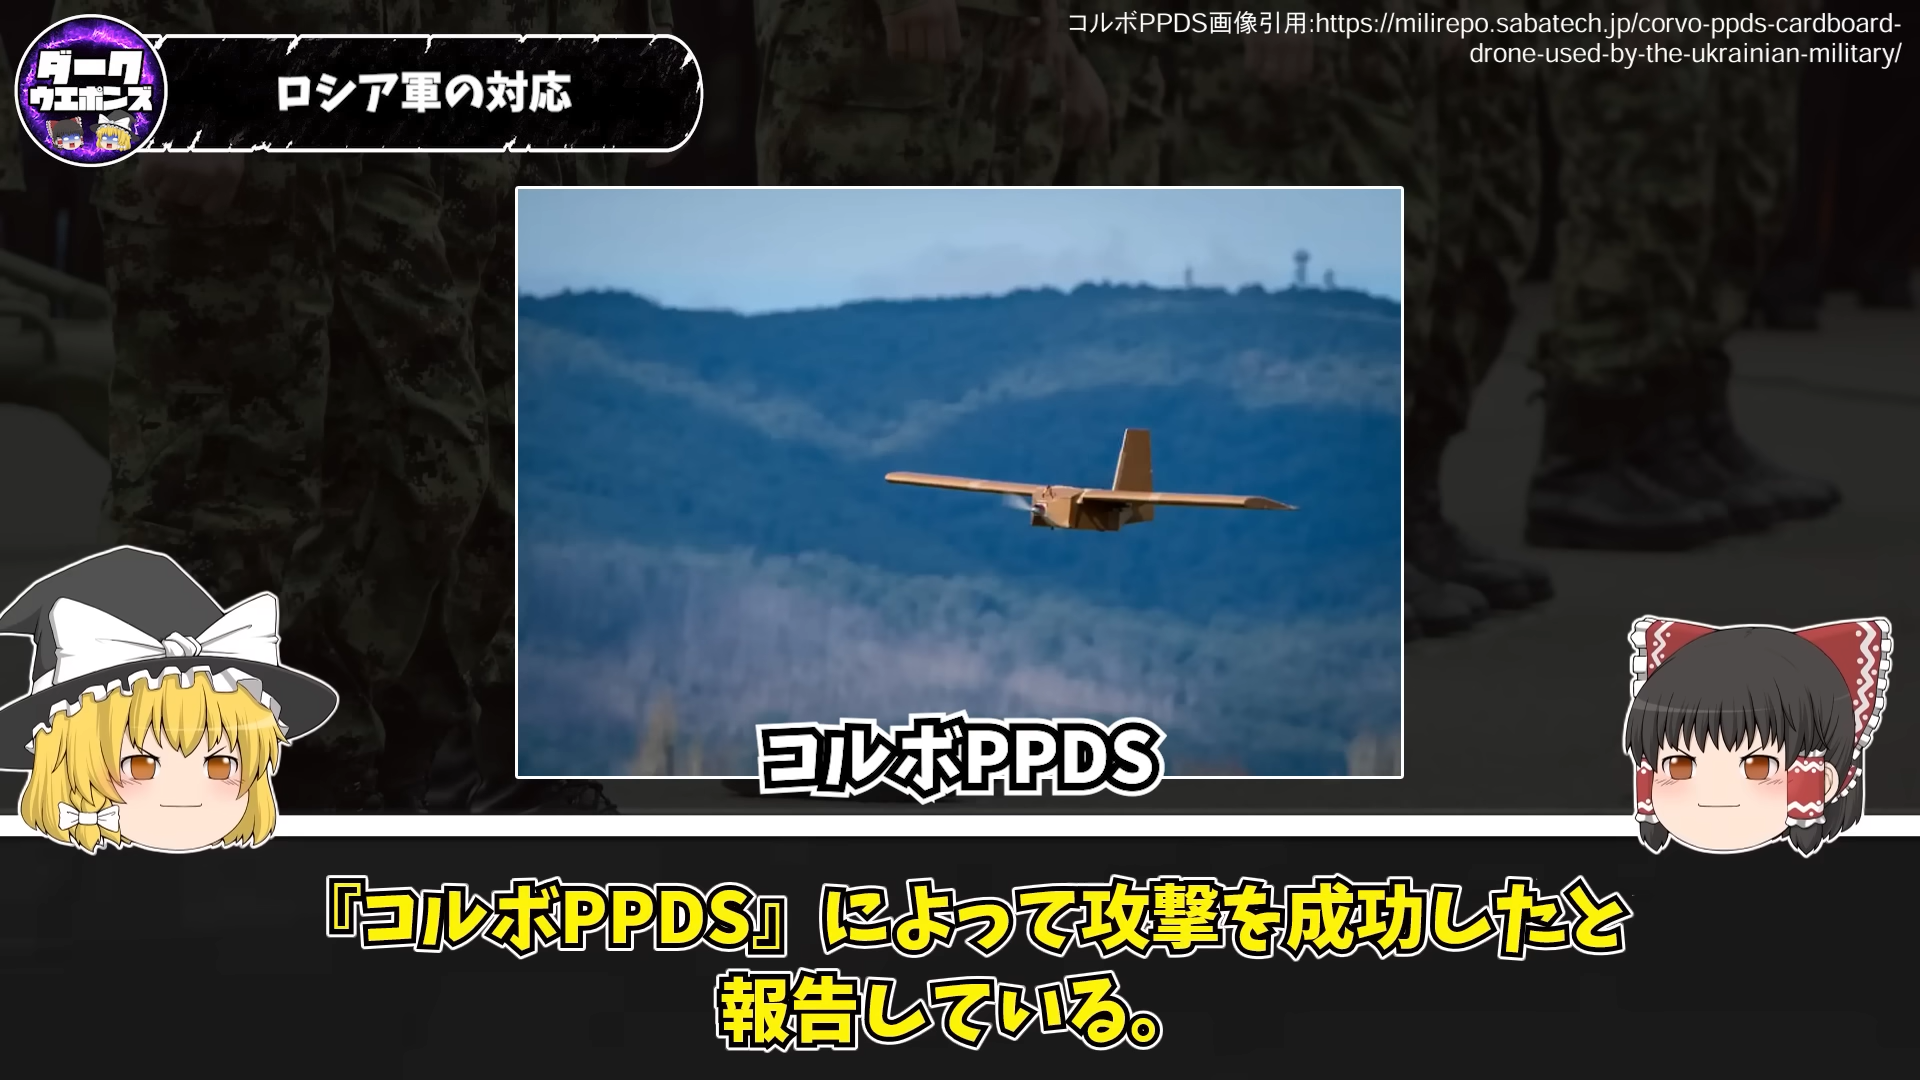 コルボPPDS画像引用:https://milirepo.sabatech.jp/corvo-ppds-cardboard-
drone-used-by-the-ukrainian-military/
ダーク
ウエポンズ
ロシア軍の対応
コルボPPDS
『コルボPPDS』によって攻撃を成功したと
報告している。